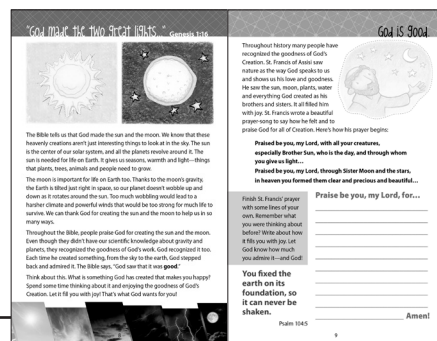 "God made the two great lights..." Genesis 1:16
The Bible tells us that God made the sun and the moon. We know that these
heavenly creations aren't just interesting things to look at in the sky. The sun
is the center of our solar system, and all the planets revolve around it. The
sun is needed for life on Earth. It gives us seasons, warmth and light—things
that plants, trees, animals and people need to grow.
The moon is important for life on Earth too. Thanks to the moon's gravity,
the Earth is tilted just right in space, so our planet doesn't wobble up and
down as it rotates around the sun. Too much wobbling would lead to a
harsher climate and powerful winds that would be too strong for much life to
survive. We can thank God for creating the sun and the moon to help us in so
many ways.
Throughout the Bible, people praise God for creating the sun and the moon.
Even though they didn't have our scientific knowledge about gravity and
planets, they recognized the goodness of God's work. God recognized it too.
Each time he created something, from the sky to the earth, God stepped
back and admired it. The Bible says, "God saw that it was good."
Think about this. What is something God has created that makes you happy?
Spend some time thinking about it and enjoying the goodness of God's
Creation. Let it fill you with joy! That's what God wants for you!
God is good.
Throughout history many people have
recognized the goodness of God's
Creation. St. Francis of Assisi saw
nature as the way God speaks to us
and shows us his love and goodness.
He saw the sun, moon, plants, water
and everything God created as his
brothers and sisters. It all filled him
with joy. St. Francis wrote a beautiful
prayer-song to say how he felt and to
praise God for all of Creation. Here's how his prayer begins:
Praised be you, my Lord, with all your creatures,
especially Brother Sun, who is the day, and through whom
you give us light...
Praised be you, my Lord, through Sister Moon and the stars,
in heaven you formed them clear and precious and beautiful...
Finish St. Francis' prayer
with some lines of your
own. Remember what
you were thinking about
before? Write about how
it fills you with joy. Let
God know how much
you admire it—and God!
You fixed the
earth on its
foundation, so
it can never be
shaken.
Psalm 104:5
Praise be you, my Lord, for...
Amen!
9